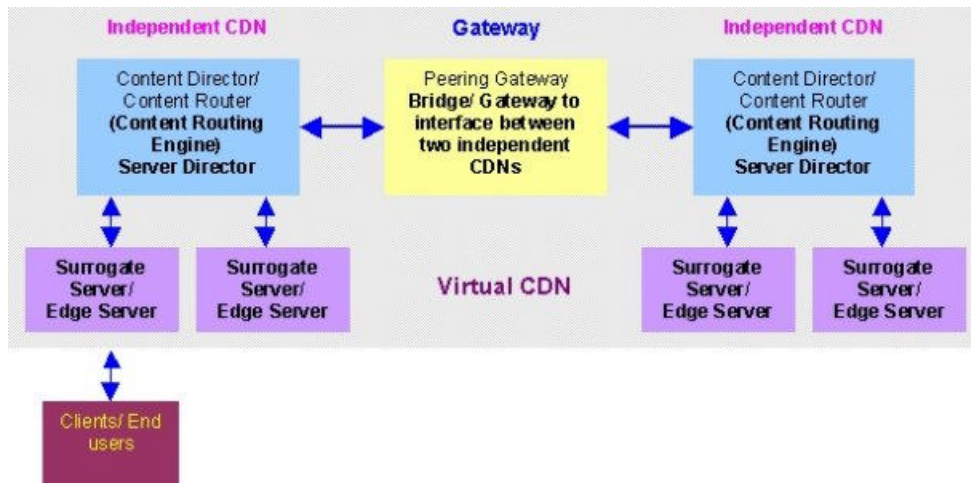 Independent CDN
Gateway
Independent CDN
Content Director/
Content Router
(Content Routing
Engine)
Server Director
Peering Gateway
Bridge/ Gateway to
interface between
two independent
CDNs
Content Director/
Content Router
(Content Routing
Engine)
Server Director
Surrogate
Server/
Edge Server
Surrogate
Server/
Edge Server
Virtual CDN
Surrogate
Server/
Edge Server
Surrogate
Server/
Edge Server
Clients/ End
users